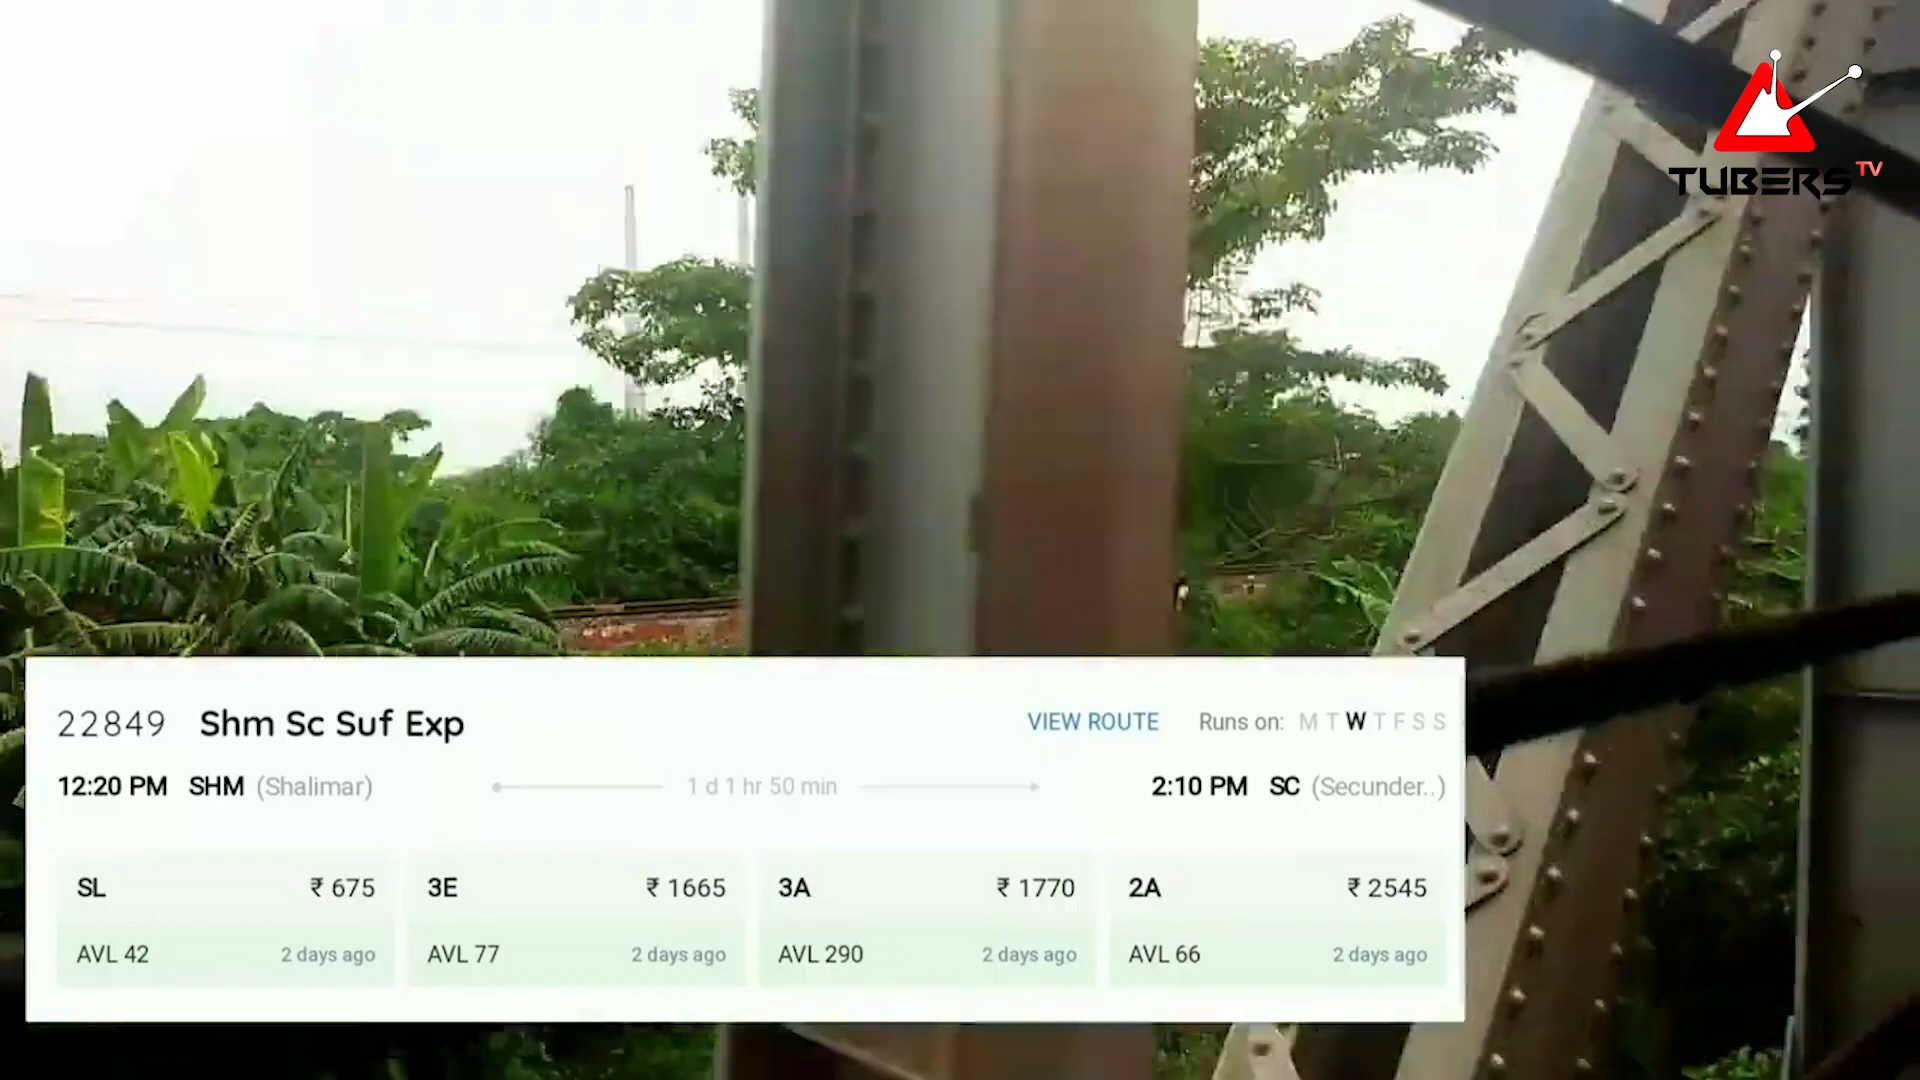 TUBERS TV
22849 Shm Sc Suf Exp VIEW ROUTE Runs on: M T W T F S S
12:20 PM SHM (Shalimar) 1 d 1 hr 50 min 2:10 PM SC (Secunder..)
SL ₹ 675 3E ₹ 1665 3A ₹ 1770 2A ₹ 2545
AVL 42 2 days ago AVL 77 2 days ago AVL 290 2 days ago AVL 66 2 days ago